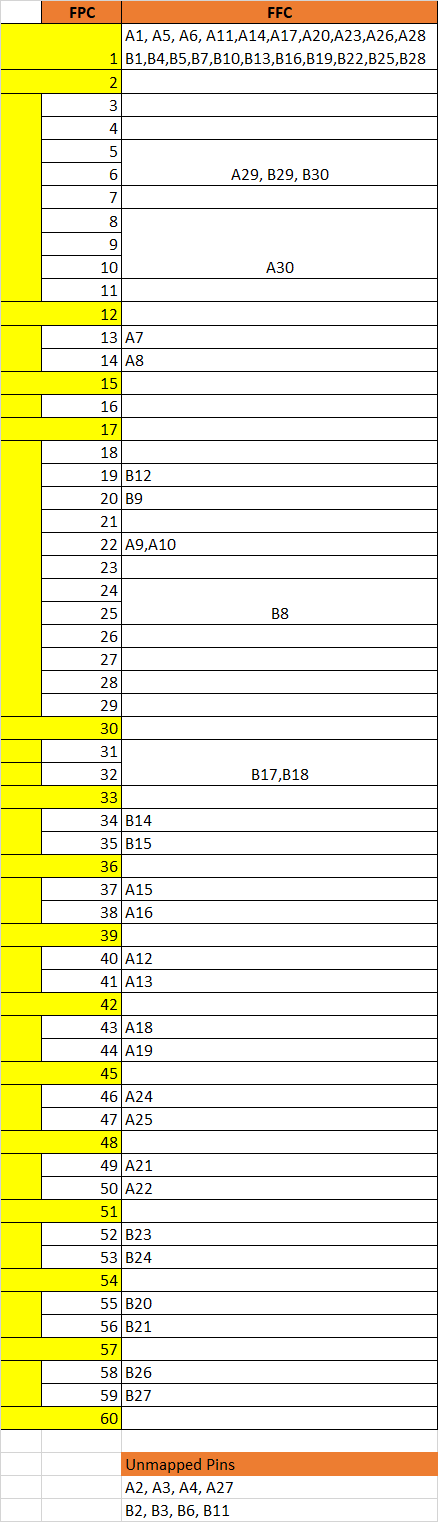 FPC FFC
A1, A5, A6, A11,A14,A17,A20,A23,A26,A28
1 B1,B4,B5,B7,B10,B13,B16,B19,B22,B25,B28
2
3
4
5
6 A29, B29, B30
7
8
9
10 A30
11
12
13 A7
14 A8
15
16
17
18
19 B12
20 B9
21
22 A9,A10
23
24
25 B8
26
27
28
29
30
31
32 B17,B18
33
34 B14
35 B15
36
37 A15
38 A16
39
40 A12
41 A13
42
43 A18
44 A19
45
46 A24
47 A25
48
49 A21
50 A22
51
52 B23
53 B24
54
55 B20
56 B21
57
58 B26
59 B27
60
Unmapped Pins
A2, A3, A4, A27
B2, B3, B6, B11